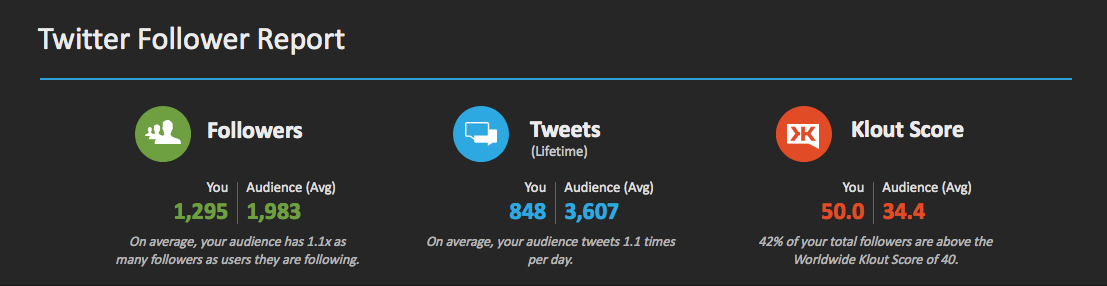 Twitter Follower Report
Followers
You Audience (Avg)
1,295 1,983
On average, your audience has 1.1x as
many followers as users they are following.
Tweets
(Lifetime)
You Audience (Avg)
848 3,607
On average, your audience tweets 1.1 times
per day.
Klout Score
You Audience (Avg)
50.0 34.4
42% of your total followers are above the
Worldwide Klout Score of 40.